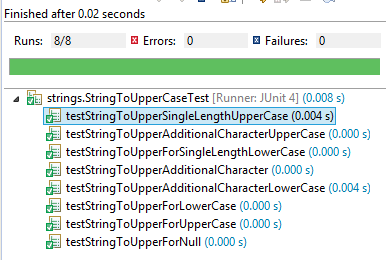 Finished after 0.02 seconds
Runs: 8/8 Errors: 0 Failures: 0
strings.StringToUpperCaseTest [Runner: JUnit 4] (0.008 s)
testStringToUpperSingleLengthUpperCase (0.004 s)
testStringToUpperAdditionalCharacterUpperCase (0.000 s)
testStringToUpperForSingleLengthLowerCase (0.000 s)
testStringToUpperAdditionalCharacter (0.000 s)
testStringToUpperAdditionalCharacterLowerCase (0.004 s)
testStringToUpperForLowerCase (0.000 s)
testStringToUpperForUpperCase (0.000 s)
testStringToUpperForNull (0.000 s)